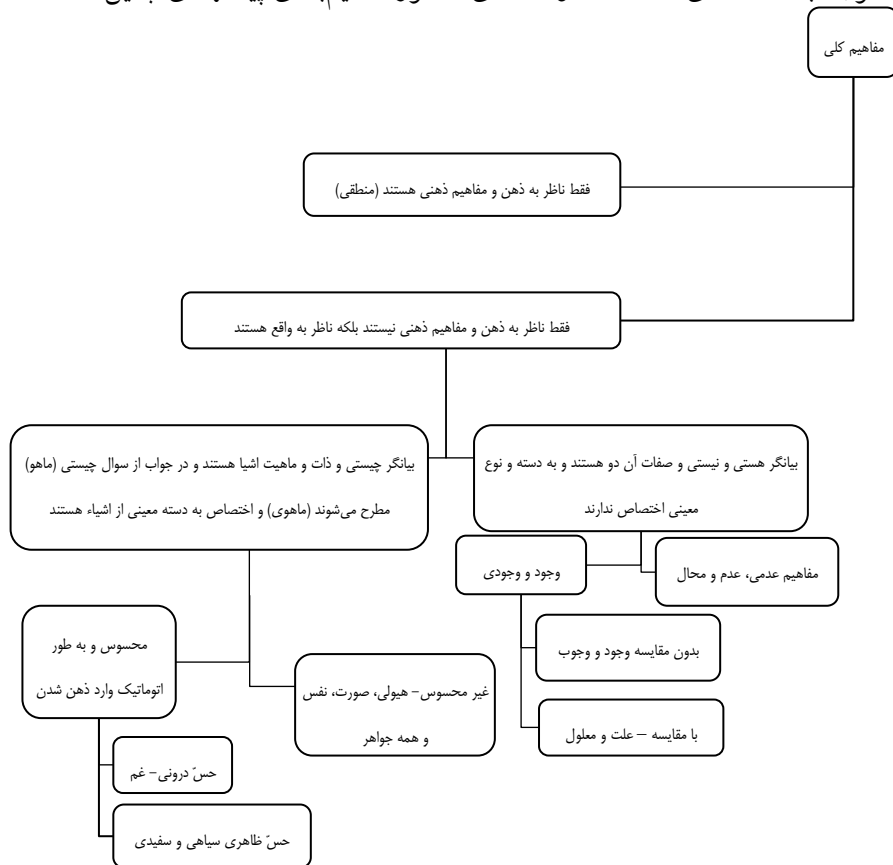 مفاهیم کلی
فقط ناظر به ذهن و مفاهیم ذهنی هستند (منطقی)
فقط ناظر به ذهن و مفاهیم ذهنی نیستند بلکه ناظر به واقع هستند
بیانگر هستی و نیستی و صفات آن دو هستند و به دسته و نوع
معینی اختصاص ندارند
بیانگر چیستی و ذات و ماهیت اشیا هستند و در جواب از سوال چیستی (ماهو)
مطرح می‌شوند (ماهوی) و اختصاص به دسته معینی از اشیاء هستند
مفاهیم عدمی، عدم و محال
وجود و وجودی
بدون مقایسه وجود و وجوب
با مقایسه – علت و معلول
غیر محسوس- هیولی، صورت، نفس
و همه جواهر
محسوس و به طور
اتوماتیک وارد ذهن شدن
حسّ درونی- غم
حسّ ظاهری سیاهی و سفیدی